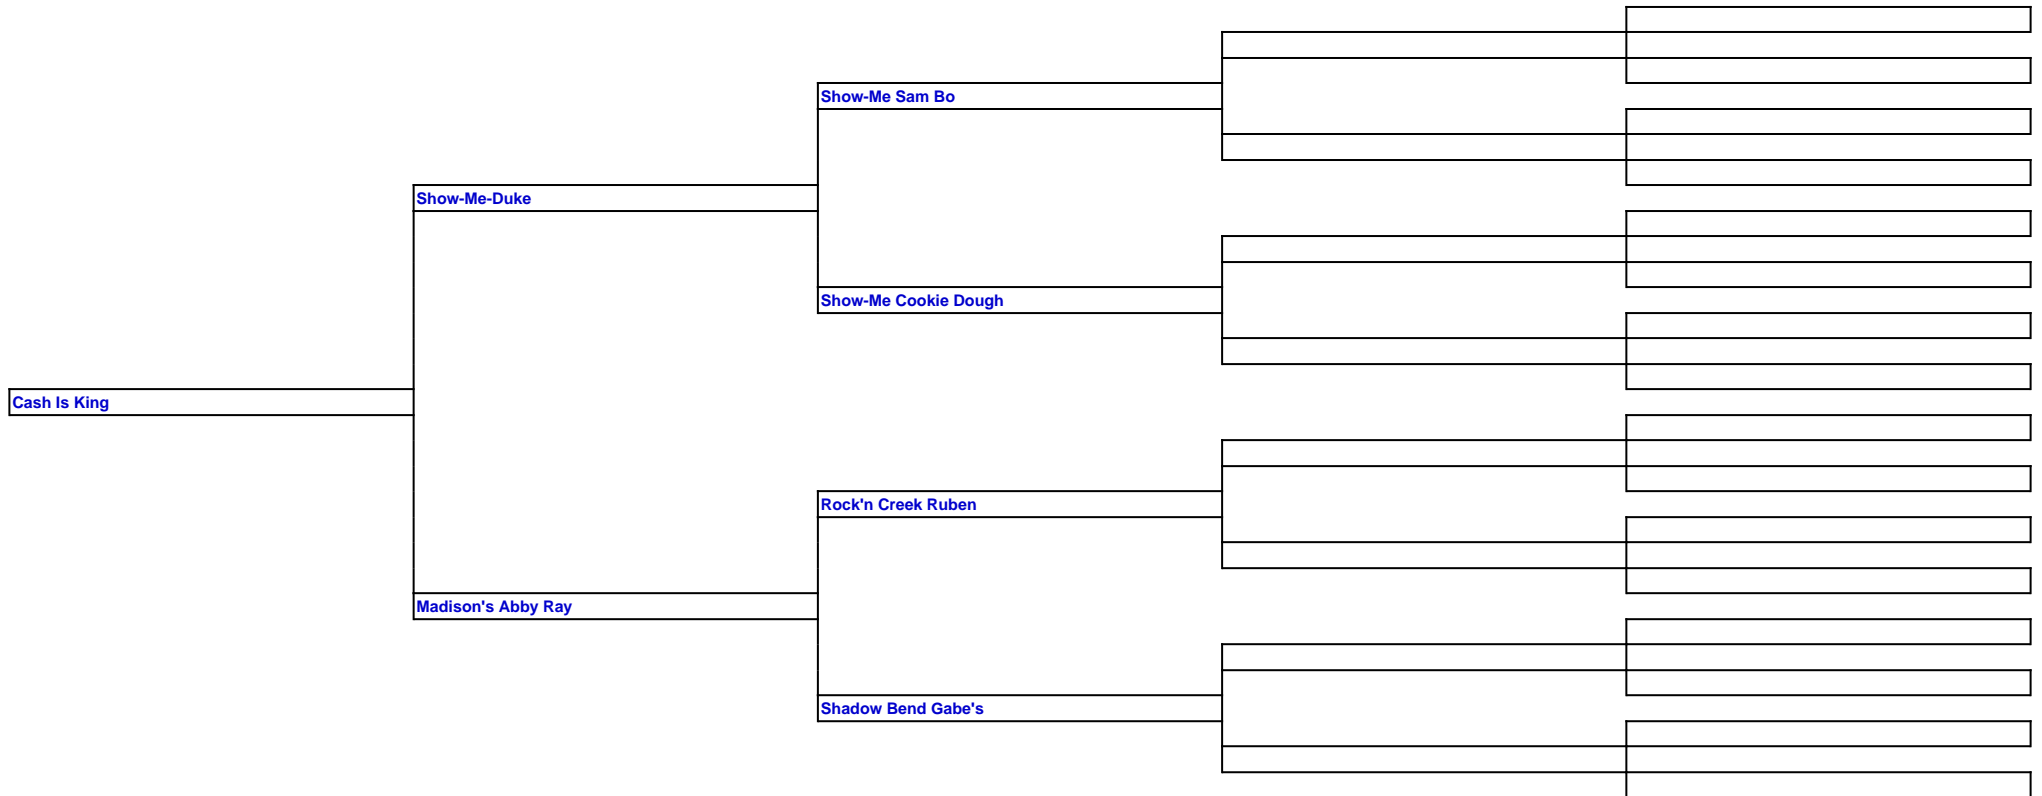 Show-Me Sam Bo
Show-Me-Duke
Show-Me Cookie Dough
Cash Is King
Rock'n Creek Ruben
Madison's Abby Ray
Shadow Bend Gabe's